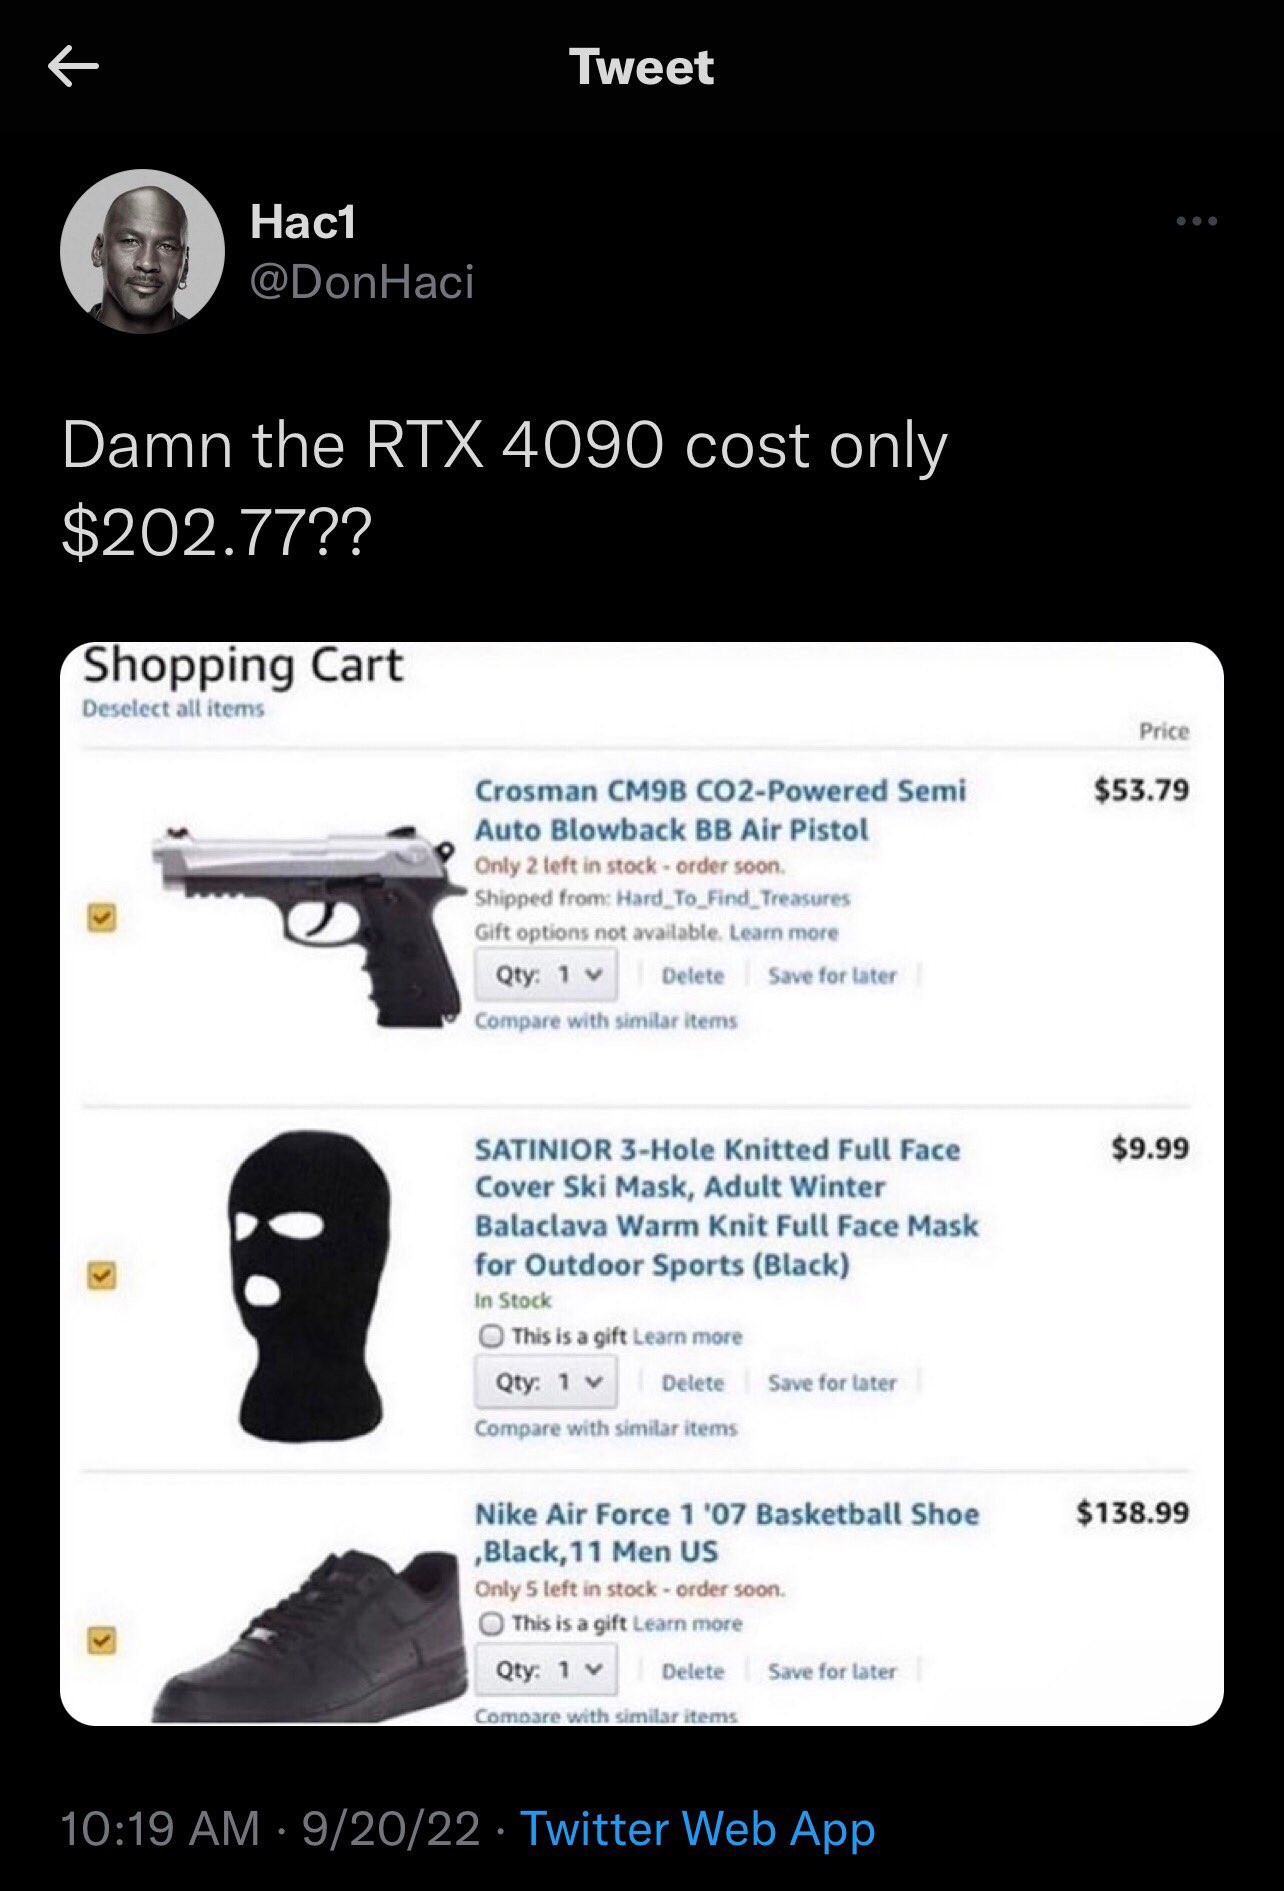 Tweet
Hac1
@DonHaci
Damn the RTX 4090 cost only
$202.77??
Shopping Cart
Deselect all items
Price
Crosman CM9B CO2-Powered Semi
$53.79
Auto Blowback BB Air Pistol
Only 2 left in stock - order soon.
Shipped from: Hard_To_Find_Treasures
Gift options not available. Learn more
Qty: 1 Delete Save for later
Compare with similar items
SATINIOR 3-Hole Knitted Full Face
$9.99
Cover Ski Mask, Adult Winter
Balaclava Warm Knit Full Face Mask
for Outdoor Sports (Black)
In Stock
This is a gift Learn more
Qty: 1 Delete Save for later
Compare with similar items
Nike Air Force 1 '07 Basketball Shoe
$138.99
,Black,11 Men US
Only 5 left in stock - order soon.
This is a gift Learn more
Qty: 1 Delete Save for later
Compare with similar items
10:19 AM · 9/20/22 · Twitter Web App